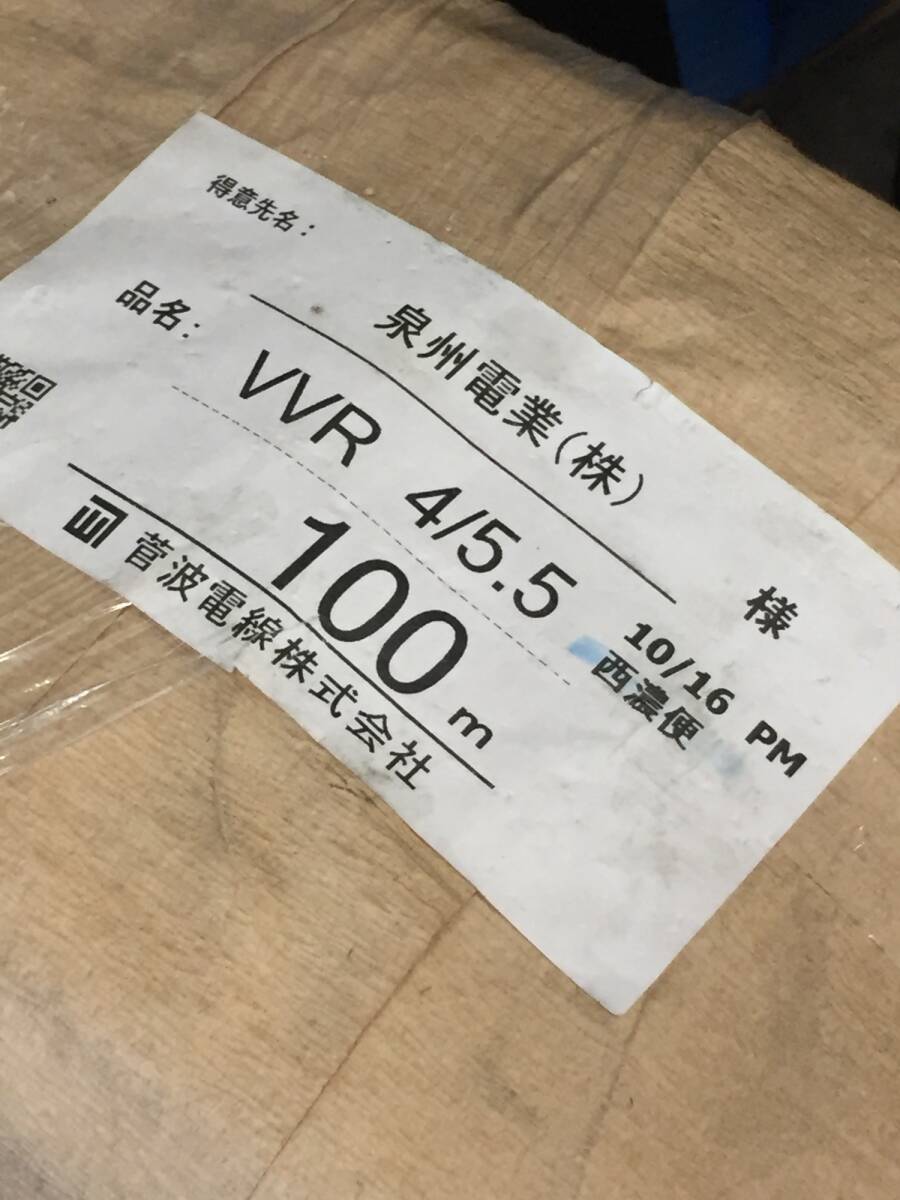 得意先名:
泉州電業(株) 様
品名:
VVR 4/5.5
100 m
10/16 PM
西濃便
菅波電線株式会社